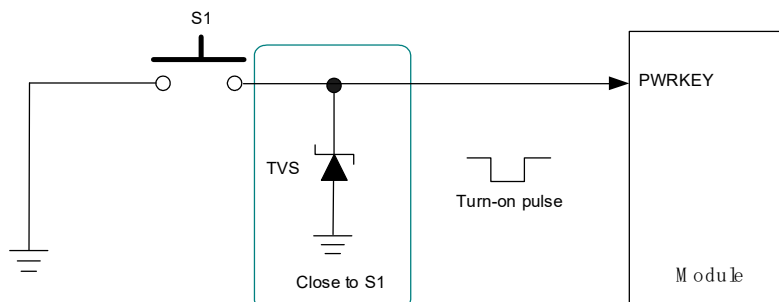 S1
PWRKEY
TVS
Turn-on pulse
Close to S1
Module